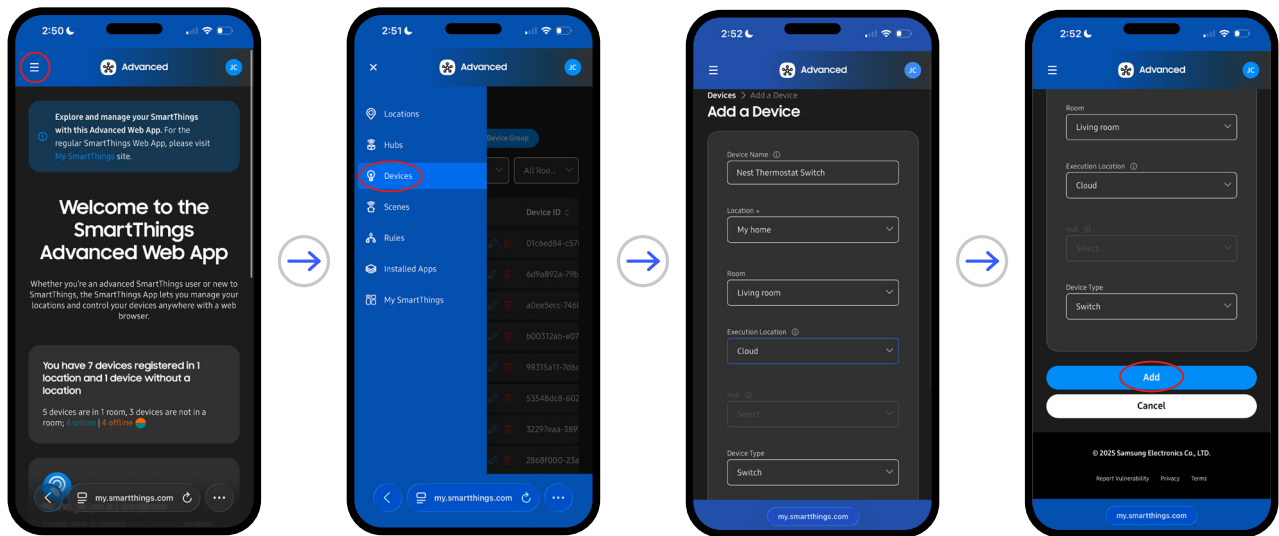 2:50
Advanced
JC
Explore and manage your SmartThings
with this Advanced Web App. For the
regular SmartThings Web App, please visit
My SmartThings site.
Welcome to the
SmartThings
Advanced Web App
Whether you're an advanced SmartThings user or new to
SmartThings, the SmartThings App lets you manage your
locations and control your devices anywhere with a web
browser.
You have 7 devices registered in 1
location and 1 device without a
location
5 devices are in 1 room, 3 devices are not in a
room; 4 online | 4 offline
my.smartthings.com
2:51
Advanced
JC
Locations
Hubs
Devices
Scenes
Rules
Installed Apps
My SmartThings
Device Group
All Roo...
Device ID
01c6ed84-c57
6d9a892a-79b
a0ee5ecc-746
b00312ab-e07
98315a11-7d6c
53548dc8-602
32297eaa-389
2868f000-23a
my.smartthings.com
2:52
Advanced
JC
Devices > Add a Device
Add a Device
Device Name
Nest Thermostat Switch
Location *
My home
Room
Living room
Execution Location
Cloud
Hub
Select...
Device Type
Switch
my.smartthings.com
2:52
Advanced
JC
Room
Living room
Execution Location
Cloud
Hub
Select...
Device Type
Switch
Add
Cancel
© 2025 Samsung Electronics Co., LTD.
Report Vulnerability Privacy Terms
my.smartthings.com